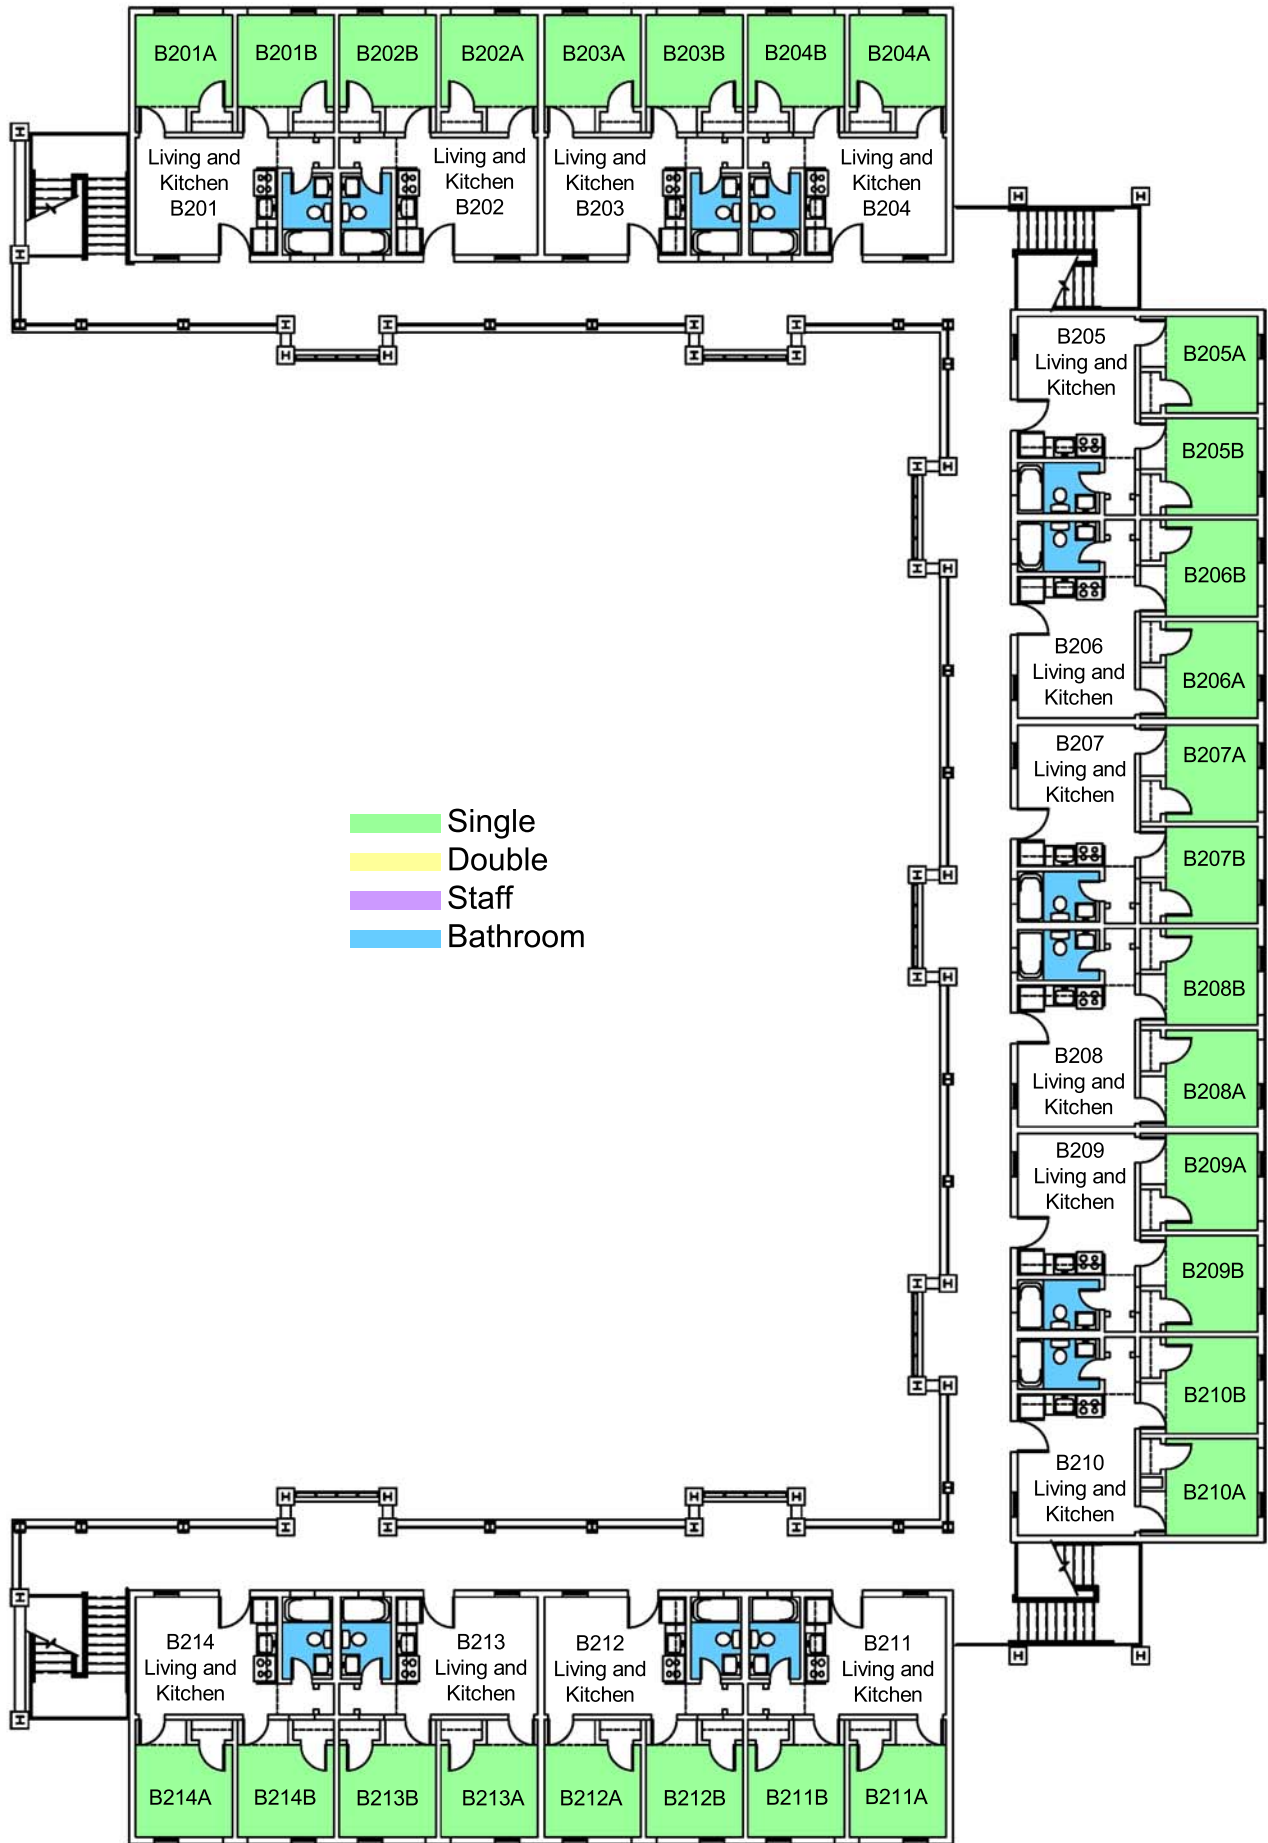 B201A
B201B
B202B
B202A
B203A
B203B
B204B
B204A
Living and
Kitchen
B201
Living and
Kitchen
B202
Living and
Kitchen
B203
Living and
Kitchen
B204
B205
Living and
Kitchen
B205A
B205B
B206B
B206
Living and
Kitchen
B206A
B207
Living and
Kitchen
B207A
B207B
Single
Double
Staff
Bathroom
B208B
B208
Living and
Kitchen
B208A
B209
Living and
Kitchen
B209A
B209B
B210B
B210
Living and
Kitchen
B210A
B214
Living and
Kitchen
B213
Living and
Kitchen
B212
Living and
Kitchen
B211
Living and
Kitchen
B214A
B214B
B213B
B213A
B212A
B212B
B211B
B211A